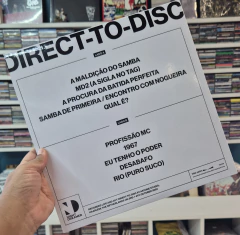 DIRECT-TO-DISC
A MALDIÇÃO DO SAMBA
MD2 (A SIGLA NO TAG)
A PROCURA DA BATIDA PERFEITA
SAMBA DE PRIMEIRA / ENCONTRO COM NOGUEIRA
QUAL É?
PROFISSÃO MC
1967
EU TENHO O PODER
DESABAFO
RIO (PURO SUCO)